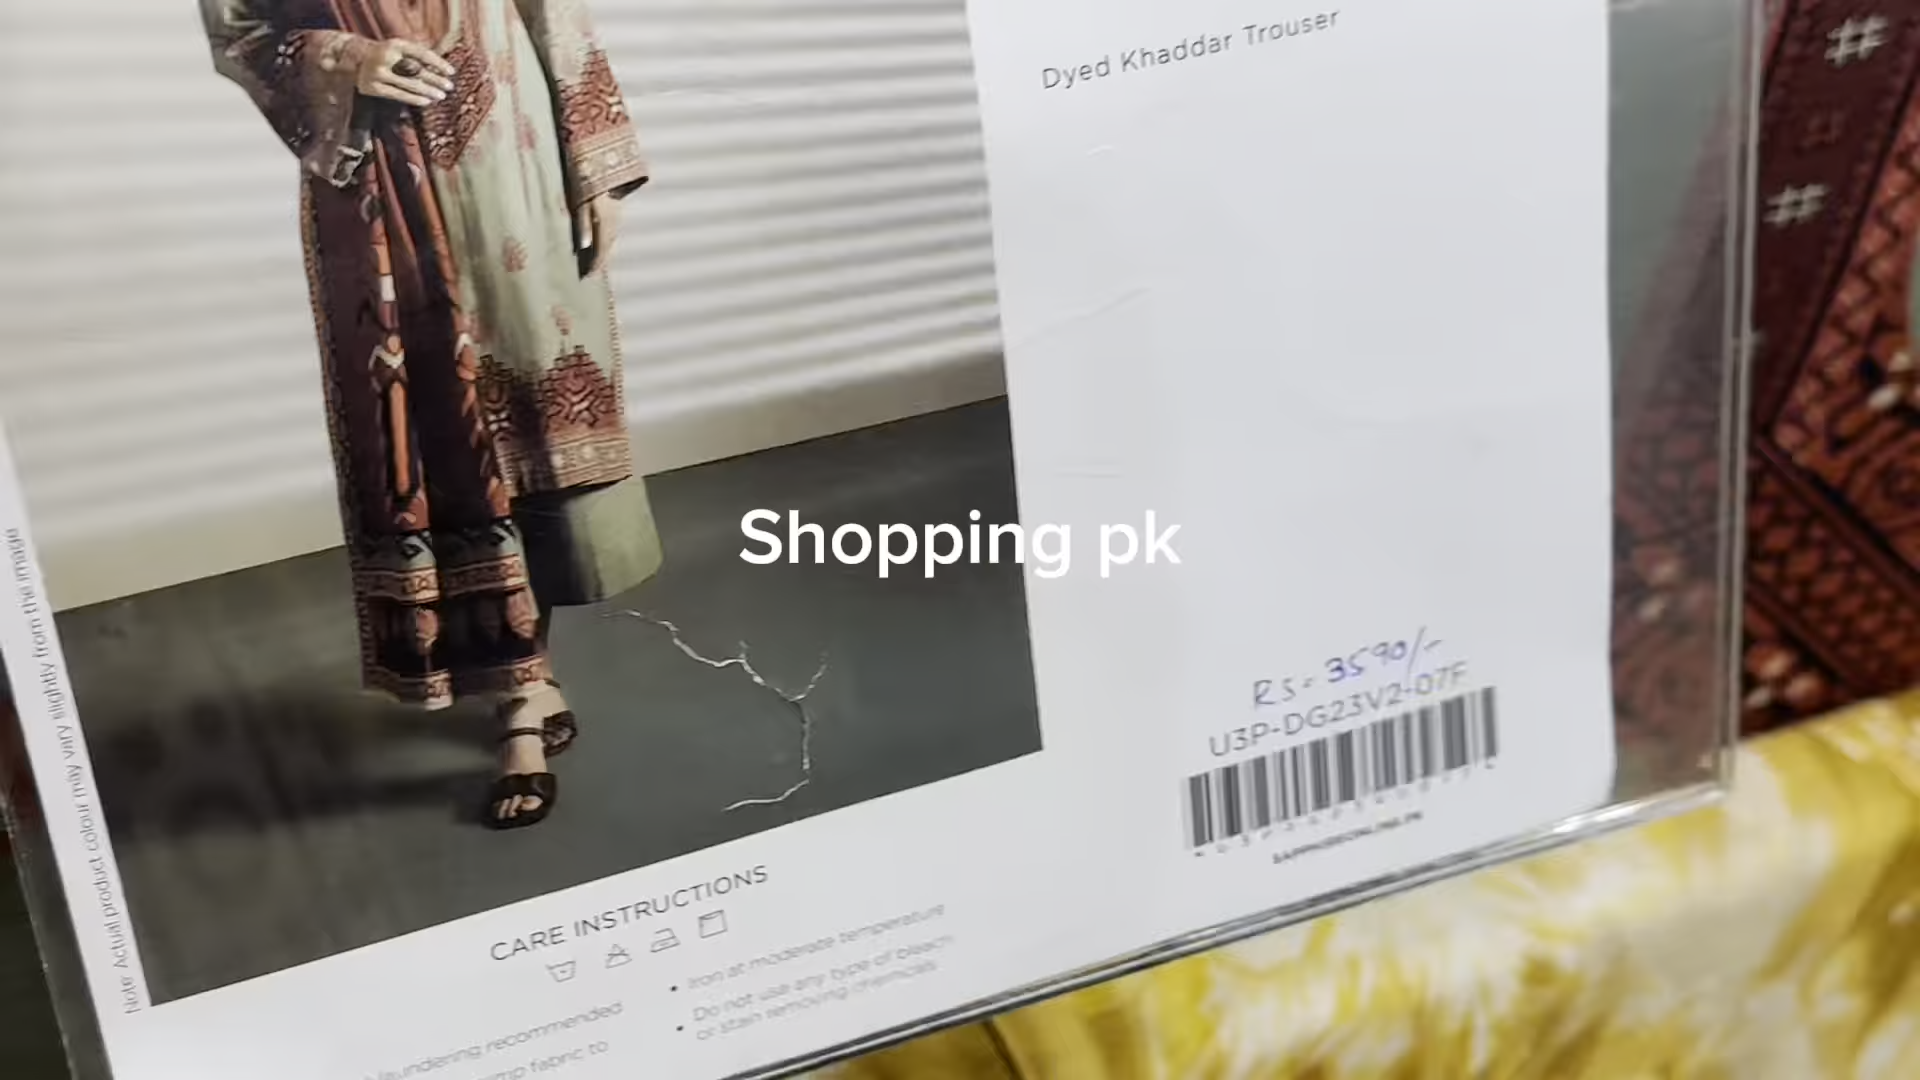 Dyed Khaddar Trouser
Shopping pk
Rs. 3590/-
U3P-DG23V2-07F
Note: Actual product colour may vary slightly from the image
CARE INSTRUCTIONS
laundering recommended
fabric to
• Iron at moderate temperature
• Do not use any type of bleach
or stain removing chemicals